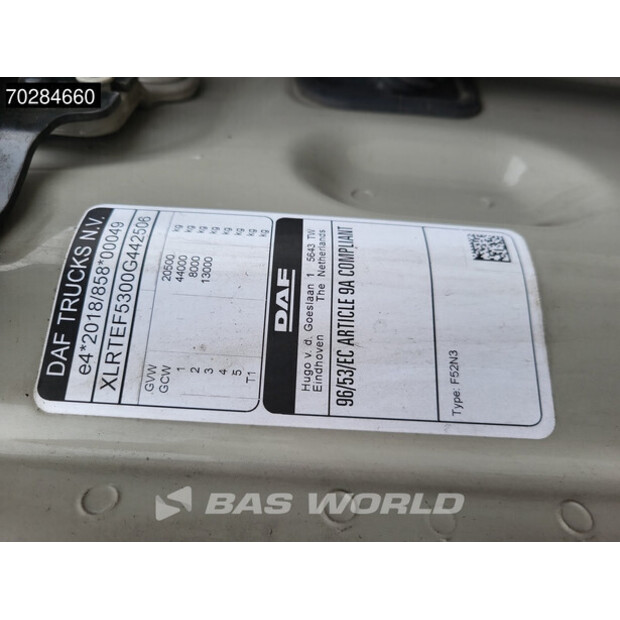 70284660
DAF TRUCKS N.V.
e4*2018/858*00049
XLRTEF5300G442506
GVW 20500 kg
GCW 44000 kg
1 8000 kg
2 13000 kg
3 kg
4 kg
5 kg
T1 kg
DAF
Hugo v. d. Goeslaan 1 5643 TW
Eindhoven The Netherlands
96/53/EC ARTICLE 9A COMPLIANT
Type: F52N3
BAS WORLD